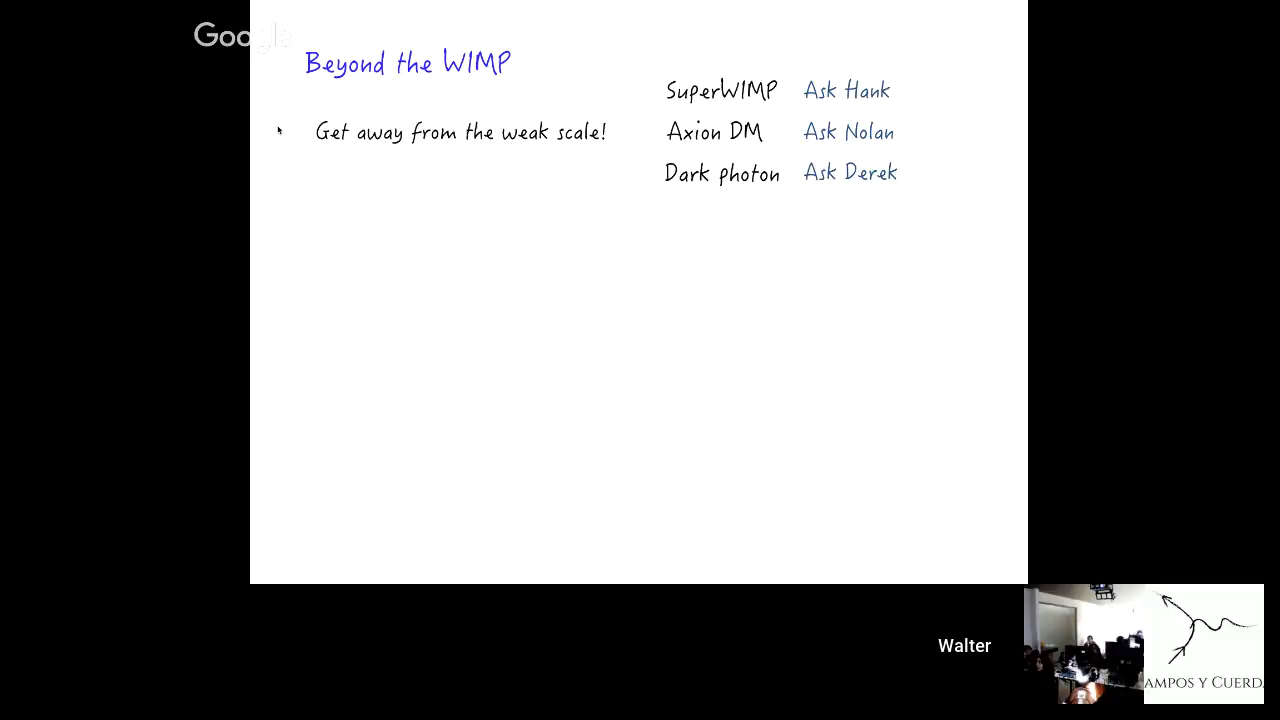 Google
Beyond the WIMP
SuperWIMP Ask Hank
Get away from the weak scale! Axion DM Ask Nolan
Dark photon Ask Derek
Walter
AMPOS Y CUERD